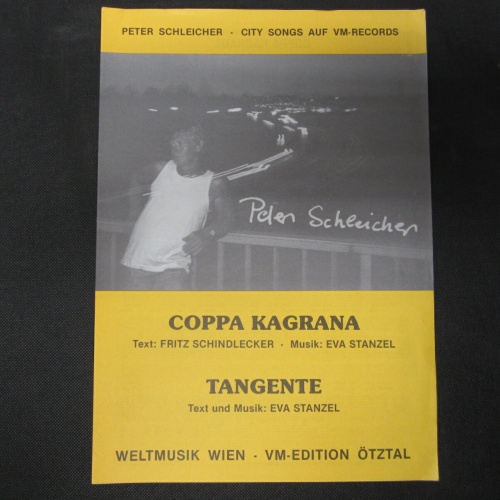 PETER SCHLEICHER · CITY SONGS AUF VM-RECORDS
Peter Schleicher
COPPA KAGRANA
Text: FRITZ SCHINDLECKER · Musik: EVA STANZEL
TANGENTE
Text und Musik: EVA STANZEL
WELTMUSIK WIEN · VM-EDITION ÖTZTAL